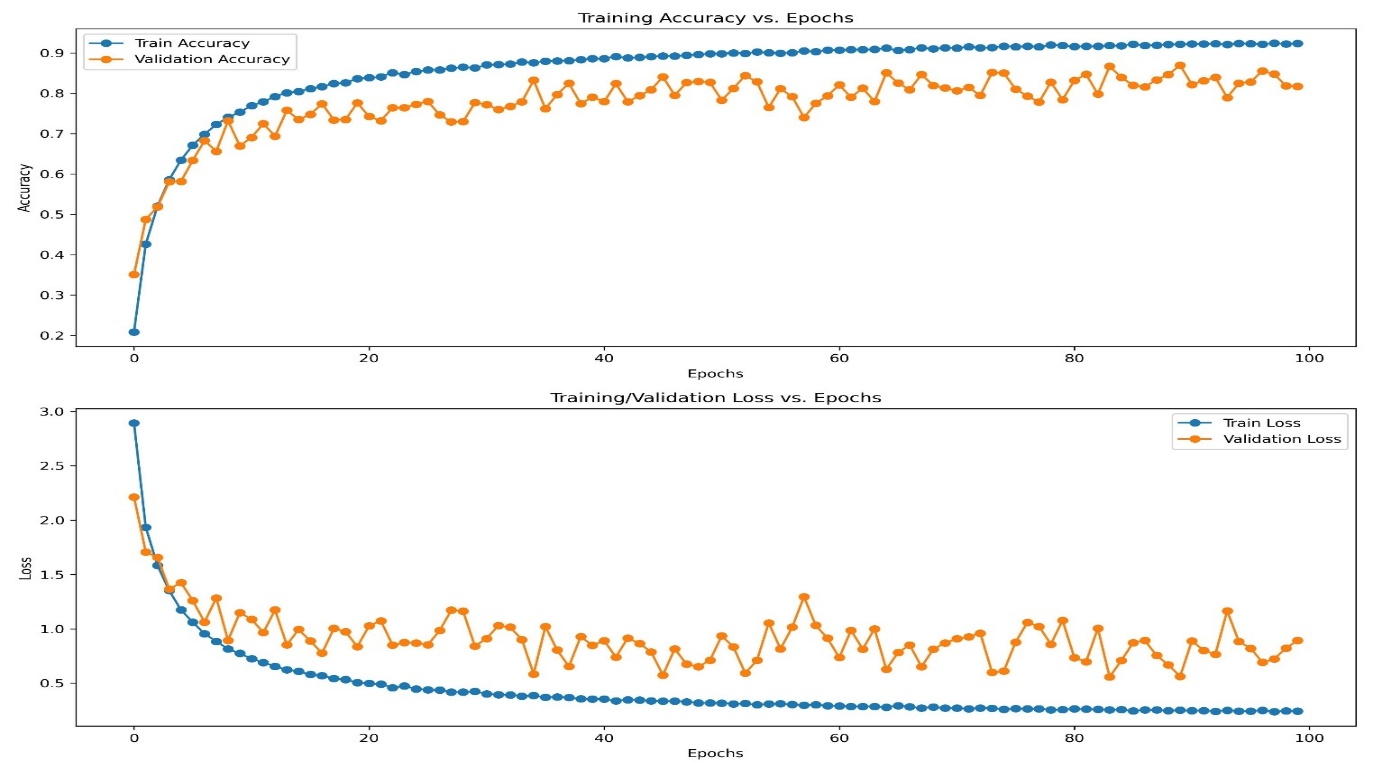 Training Accuracy vs. Epochs
Train Accuracy
Validation Accuracy
0.9
0.8
0.7
0.6
0.5
0.4
0.3
0.2
Accuracy
0 20 40 60 80 100
Epochs
Training/Validation Loss vs. Epochs
Train Loss
Validation Loss
3.0
2.5
2.0
1.5
1.0
0.5
Loss
0 20 40 60 80 100
Epochs